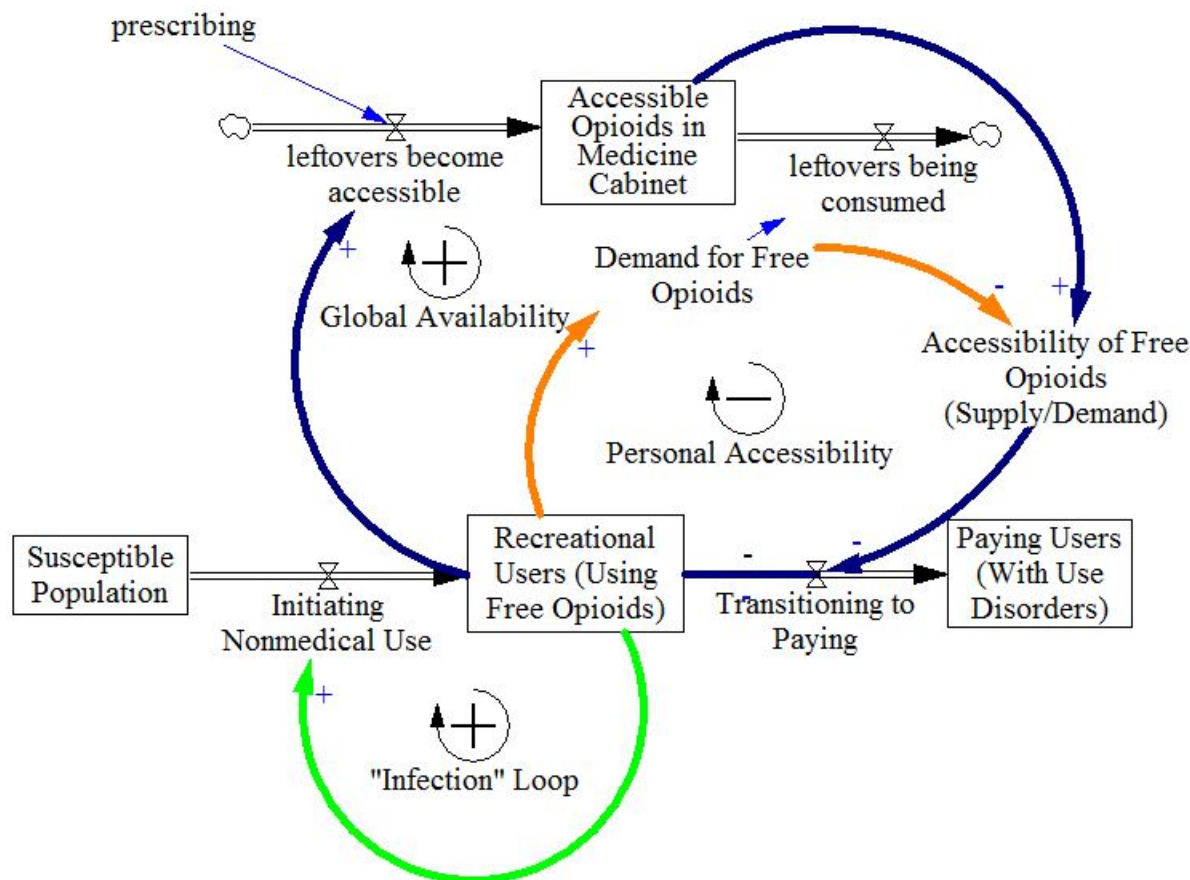 prescribing
Accessible
Opioids in
Medicine
Cabinet
leftovers become
accessible
leftovers being
consumed
+
+
Global Availability
Demand for Free
Opioids
-
+
+
Accessibility of Free
Opioids
(Supply/Demand)
-
Personal Accessibility
Susceptible
Population
Initiating
Nonmedical Use
Recreational
Users (Using
Free Opioids)
-
-
-
Transitioning to
Paying
Paying Users
(With Use
Disorders)
+
+
"Infection" Loop